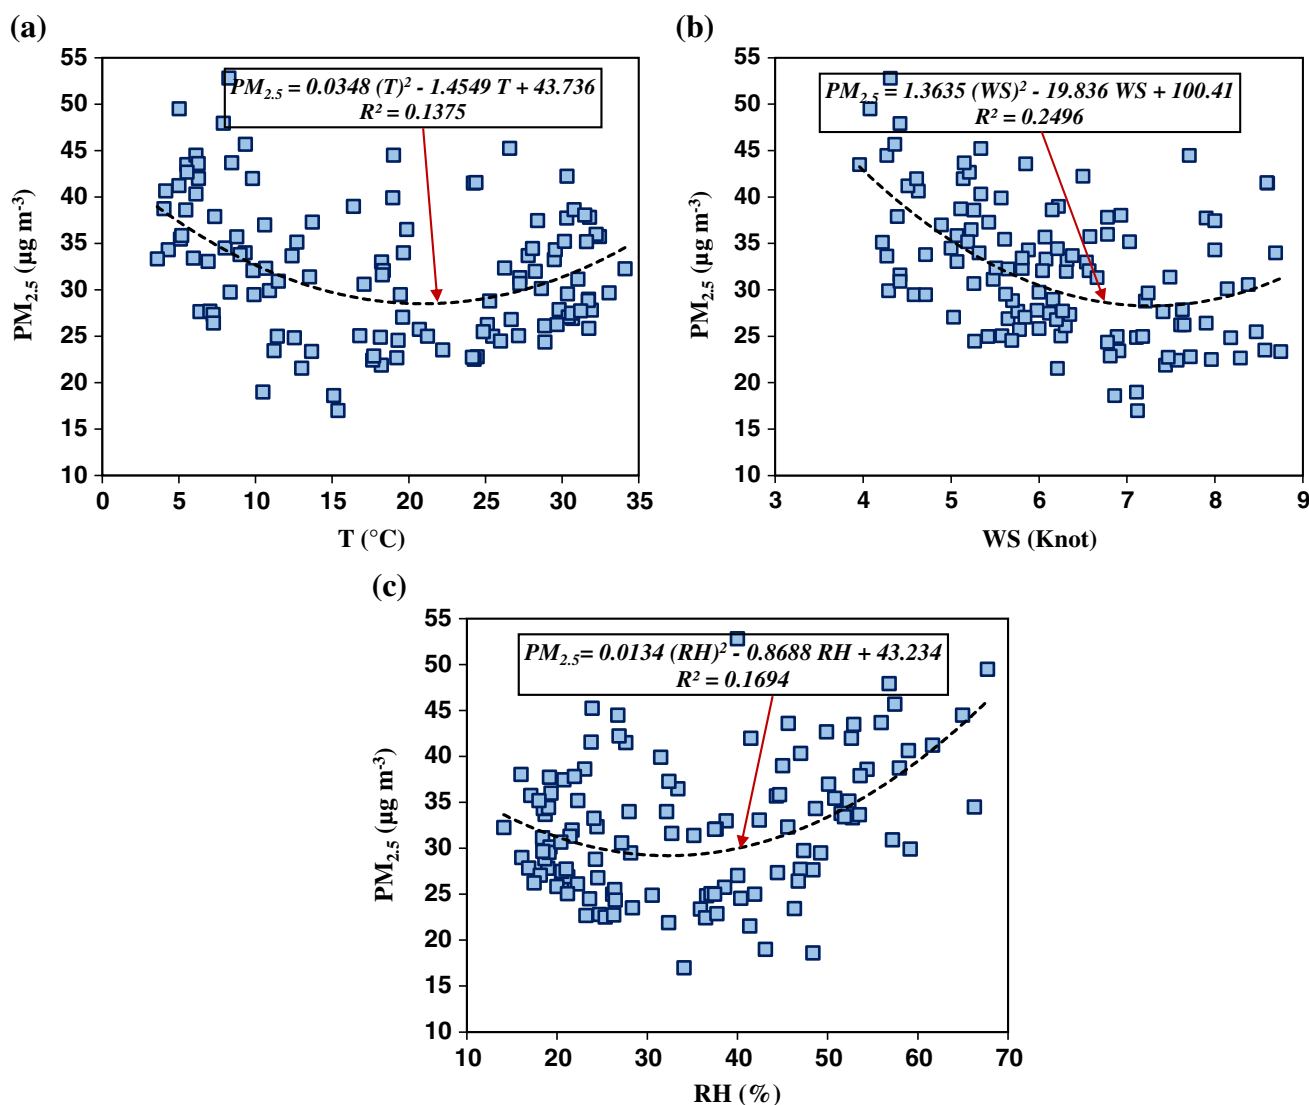 (a)
PM2.5 = 0.0348 (T)² - 1.4549 T + 43.736
R² = 0.1375
55
50
45
40
35
30
25
20
15
10
PM2.5 (µg m-3)
0 5 10 15 20 25 30 35
T (°C)
(b)
PM2.5 = 1.3635 (WS)² - 19.836 WS + 100.41
R² = 0.2496
55
50
45
40
35
30
25
20
15
10
PM2.5 (µg m-3)
3 4 5 6 7 8 9
WS (Knot)
(c)
PM2.5= 0.0134 (RH)² - 0.8688 RH + 43.234
R² = 0.1694
55
50
45
40
35
30
25
20
15
10
PM2.5 (µg m-3)
10 20 30 40 50 60 70
RH (%)